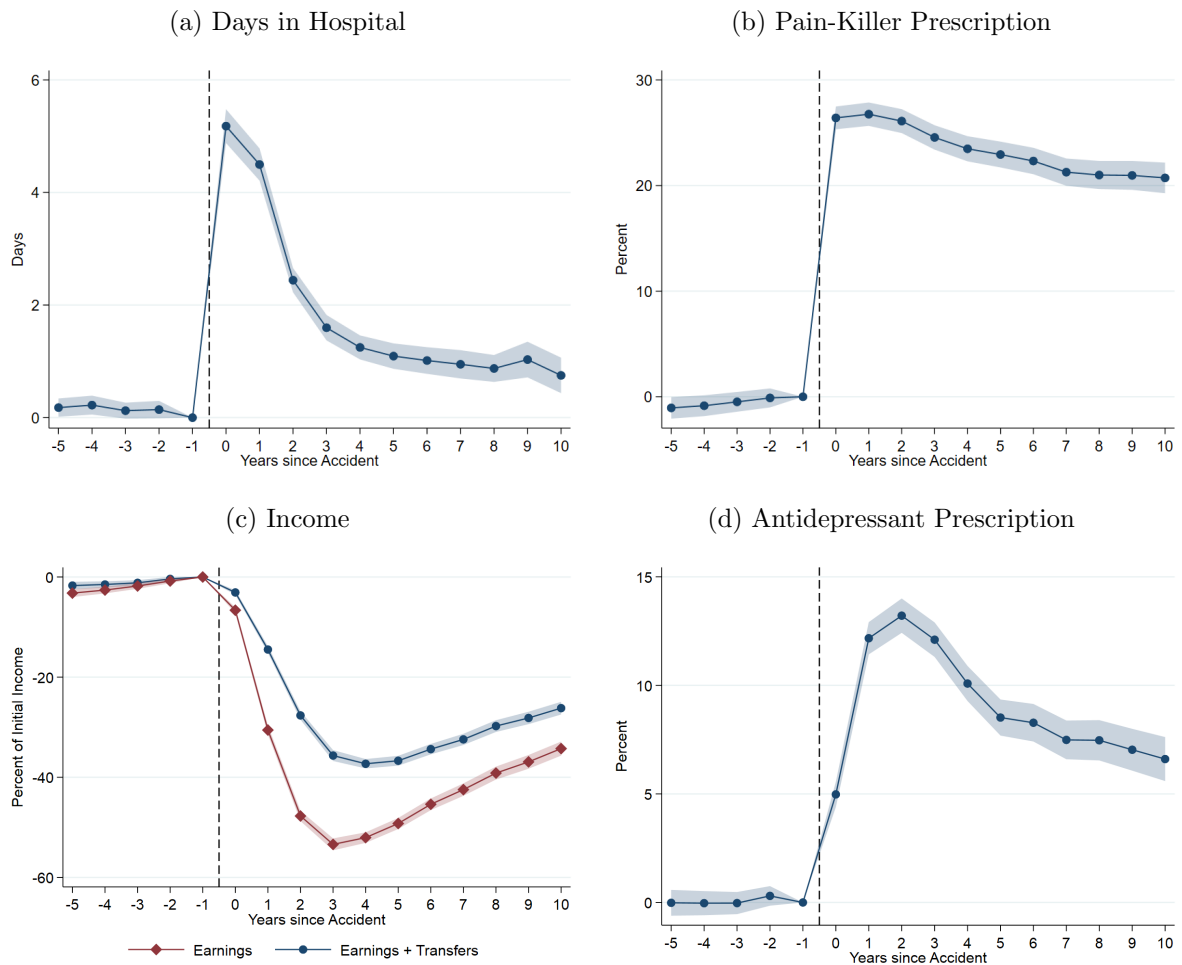 (a) Days in Hospital
6
4
2
0
Days
-5 -4 -3 -2 -1 0 1 2 3 4 5 6 7 8 9 10
Years since Accident
(b) Pain-Killer Prescription
30
20
10
0
Percent
-5 -4 -3 -2 -1 0 1 2 3 4 5 6 7 8 9 10
Years since Accident
(c) Income
0
-20
-40
-60
Percent of Initial Income
-5 -4 -3 -2 -1 0 1 2 3 4 5 6 7 8 9 10
Years since Accident
Earnings Earnings + Transfers
(d) Antidepressant Prescription
15
10
5
0
Percent
-5 -4 -3 -2 -1 0 1 2 3 4 5 6 7 8 9 10
Years since Accident